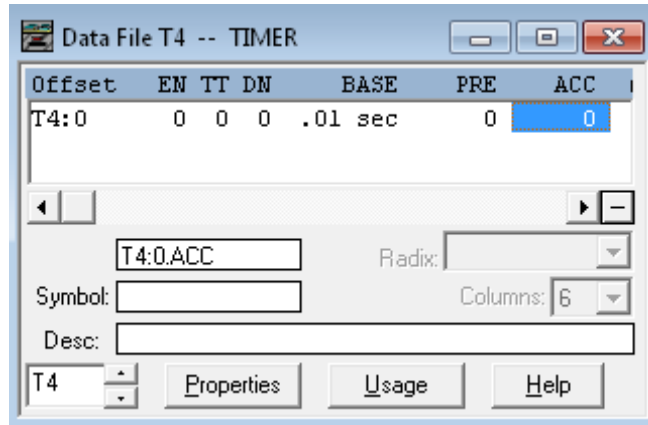 Data File T4 -- TIMER
Offset EN TT DN BASE PRE ACC
T4:0 0 0 0 .01 sec 0 0
T4:0.ACC Radix:
Symbol: Columns: 6
Desc:
T4 Properties Usage Help